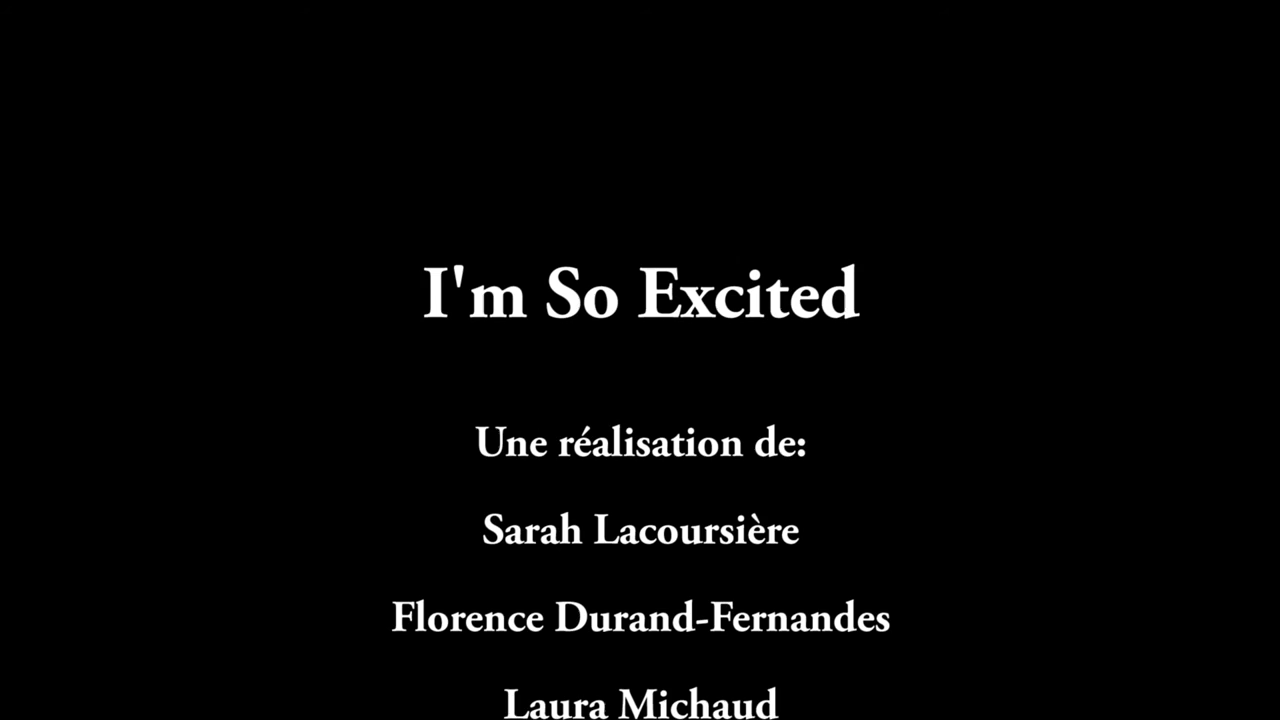 I'm So Excited
Une réalisation de:
Sarah Lacoursière
Florence Durand-Fernandes
Laura Michaud